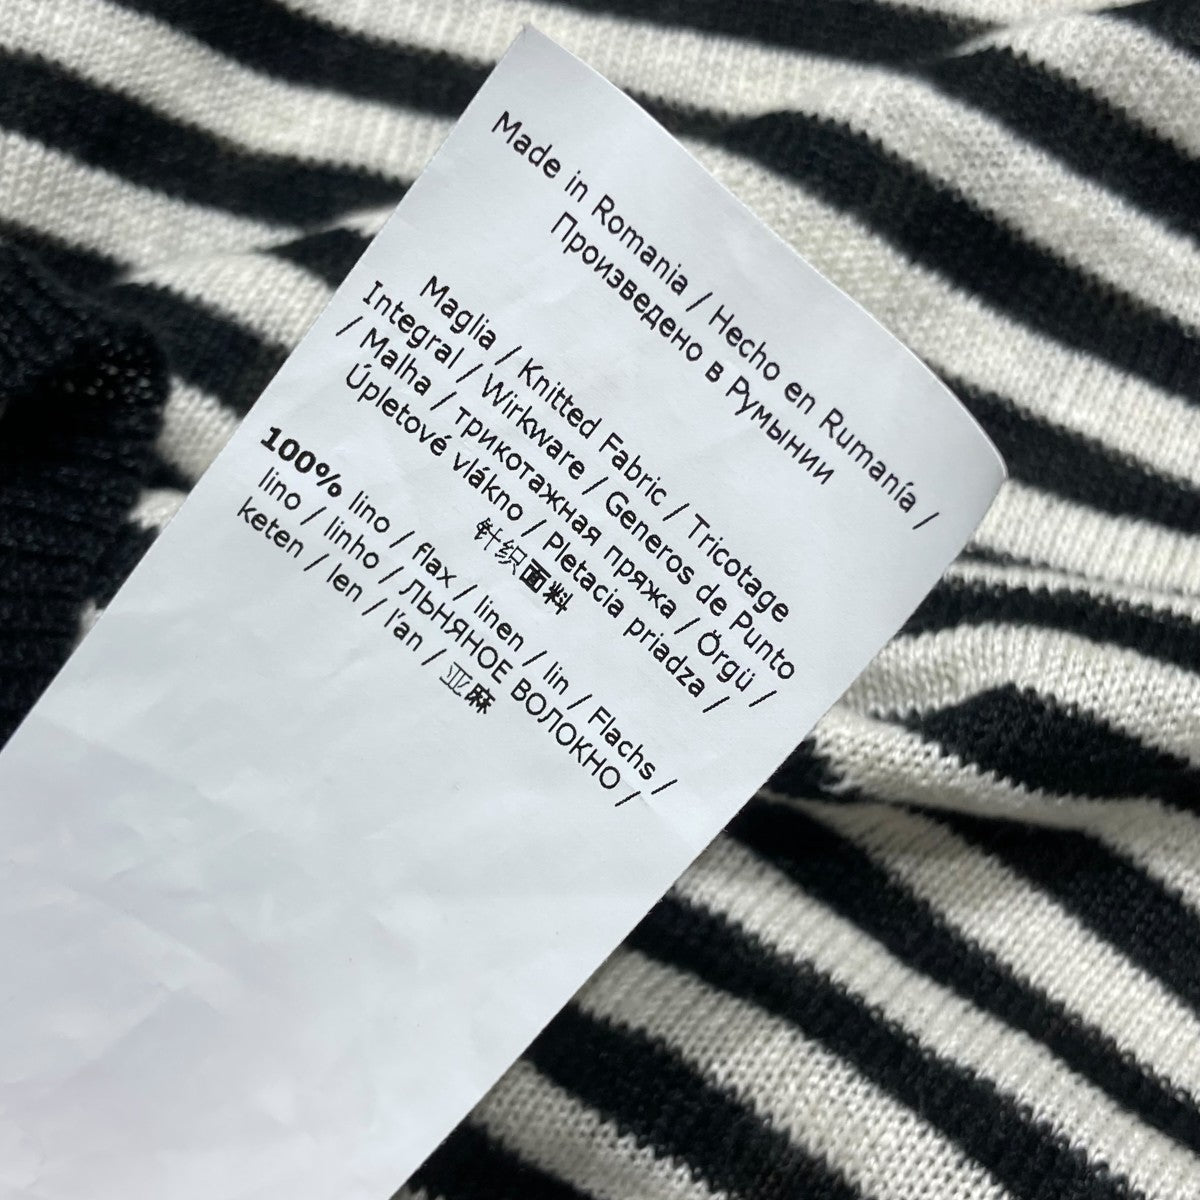 Made in Romania / Hecho en Rumanía /
Произведено в Румынии
Maglia / Knitted Fabric / Tricotage
Integral / Wirkware / Generos de Punto
/ Malha / трикотажная пряжа / Örgü /
Úpletové vlákno / Pletacia priadza /
针织面料
100% lino / flax / linen / lin / Flachs /
lino / linho / ЛЬНЯНОЕ ВОЛОКНО /
keten / len / l'an / 亚麻